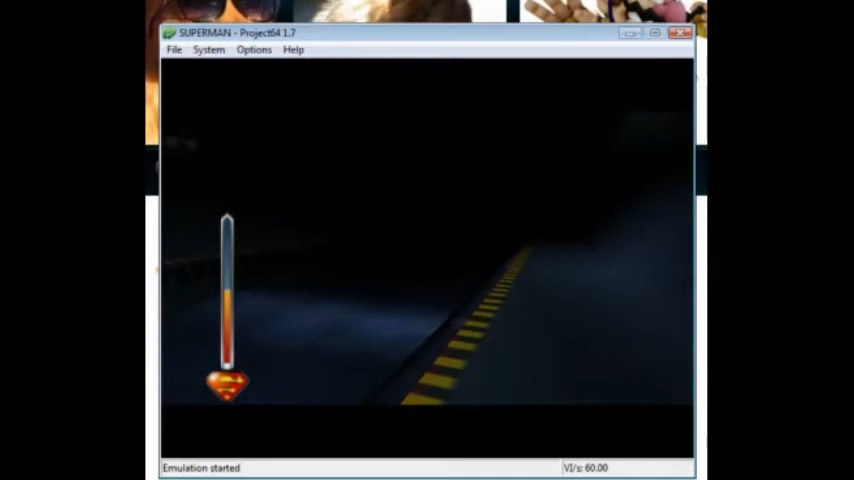 SUPERMAN - Project64 1.7
File System Options Help
S
Emulation started
VI/s: 60.00